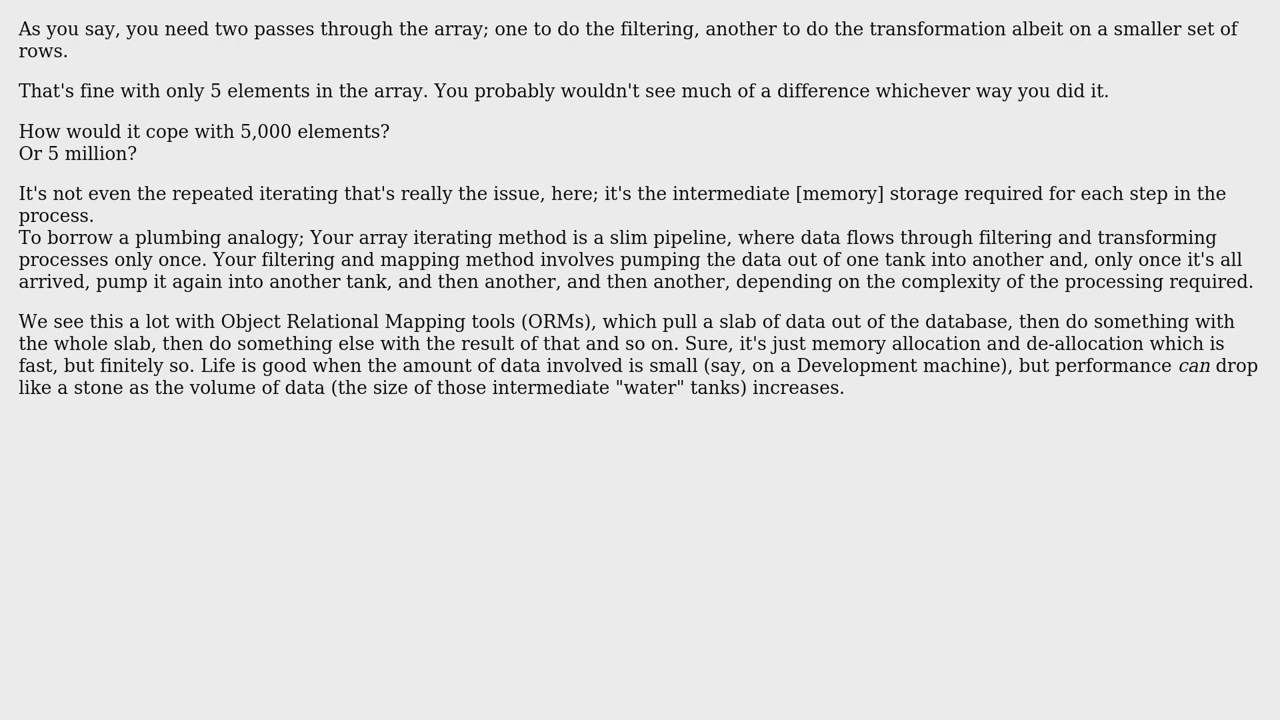 As you say, you need two passes through the array; one to do the filtering, another to do the transformation albeit on a smaller set of
rows.
That's fine with only 5 elements in the array. You probably wouldn't see much of a difference whichever way you did it.
How would it cope with 5,000 elements?
Or 5 million?
It's not even the repeated iterating that's really the issue, here; it's the intermediate [memory] storage required for each step in the
process.
To borrow a plumbing analogy; Your array iterating method is a slim pipeline, where data flows through filtering and transforming
processes only once. Your filtering and mapping method involves pumping the data out of one tank into another and, only once it's all
arrived, pump it again into another tank, and then another, and then another, depending on the complexity of the processing required.
We see this a lot with Object Relational Mapping tools (ORMs), which pull a slab of data out of the database, then do something with
the whole slab, then do something else with the result of that and so on. Sure, it's just memory allocation and de-allocation which is
fast, but finitely so. Life is good when the amount of data involved is small (say, on a Development machine), but performance can drop
like a stone as the volume of data (the size of those intermediate "water" tanks) increases.